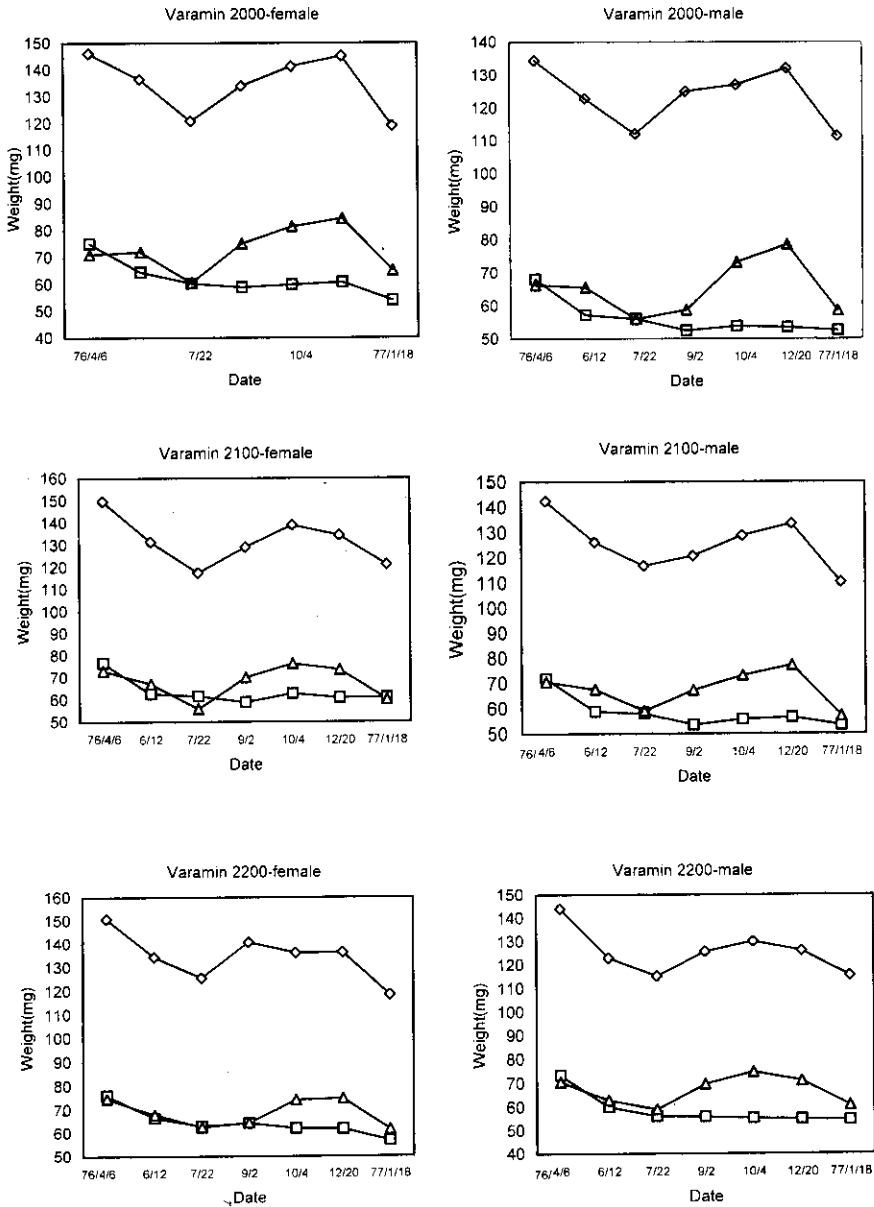 Varamin 2000-female
Weight(mg)
150
140
130
120
110
100
90
80
70
60
50
40
76/4/6 7/22 10/4 77/1/18
Date
Varamin 2000-male
Weight(mg)
140
130
120
110
100
90
80
70
60
50
76/4/6 6/12 7/22 9/2 10/4 12/20 77/1/18
Date
Varamin 2100-female
Weight(mg)
160
150
140
130
120
110
100
90
80
70
60
50
76/4/6 6/12 7/22 9/2 10/4 12/20 77/1/18
Date
Varamin 2100-male
Weight(mg)
150
140
130
120
110
100
90
80
70
60
50
76/4/6 6/12 7/22 9/2 10/4 12/20 77/1/18
Date
Varamin 2200-female
Weight(mg)
160
150
140
130
120
110
100
90
80
70
60
50
76/4/6 6/12 7/22 9/2 10/4 12/20 77/1/18
Date
Varamin 2200-male
Weight(mg)
150
140
130
120
110
100
90
80
70
60
50
40
76/4/6 6/12 7/22 9/2 10/4 12/20 77/1/18
Date